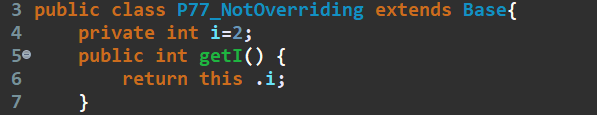 3 public class P77_NotOverriding extends Base{
4     private int i=2;
5     public int getI() {
6         return this .i;
7     }